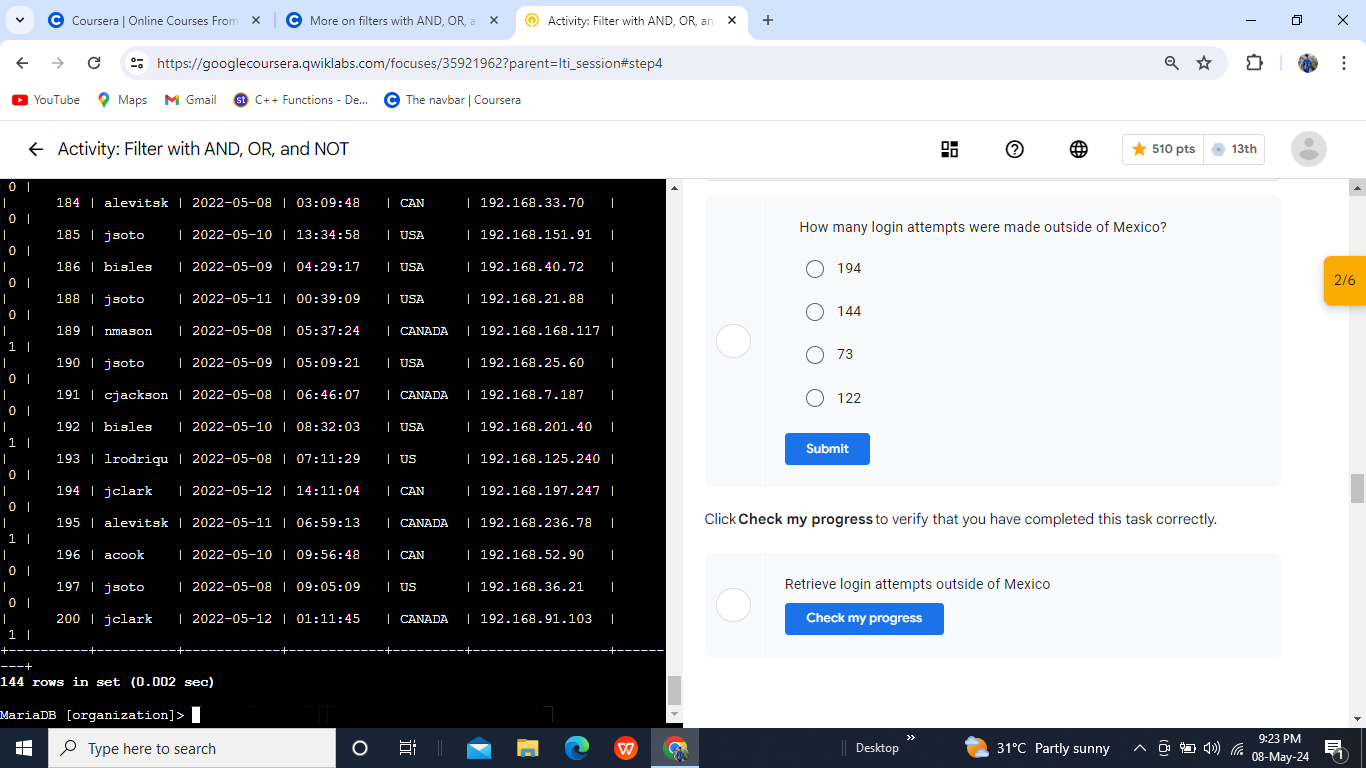 Coursera | Online Courses From
More on filters with AND, OR, a
Activity: Filter with AND, OR, an
https://googlecoursera.qwiklabs.com/focuses/35921962?parent=lti_session#step4
YouTube
Maps
Gmail
st
C++ Functions - De...
The navbar | Coursera
Activity: Filter with AND, OR, and NOT
510 pts
13th
0 |
| 184 | alevitsk | 2022-05-08 | 03:09:48 | CAN | 192.168.33.70 |
0 |
| 185 | jsoto | 2022-05-10 | 13:34:58 | USA | 192.168.151.91 |
0 |
| 186 | bisles | 2022-05-09 | 04:29:17 | USA | 192.168.40.72 |
0 |
| 188 | jsoto | 2022-05-11 | 00:39:09 | USA | 192.168.21.88 |
0 |
| 189 | nmason | 2022-05-08 | 05:37:24 | CANADA | 192.168.168.117 |
1 |
| 190 | jsoto | 2022-05-09 | 05:09:21 | USA | 192.168.25.60 |
0 |
| 191 | cjackson | 2022-05-08 | 06:46:07 | CANADA | 192.168.7.187 |
0 |
| 192 | bisles | 2022-05-10 | 08:32:03 | USA | 192.168.201.40 |
1 |
| 193 | lrodriqu | 2022-05-08 | 07:11:29 | US | 192.168.125.240 |
0 |
| 194 | jclark | 2022-05-12 | 14:11:04 | CAN | 192.168.197.247 |
0 |
| 195 | alevitsk | 2022-05-11 | 06:59:13 | CANADA | 192.168.236.78 |
1 |
| 196 | acook | 2022-05-10 | 09:56:48 | CAN | 192.168.52.90 |
0 |
| 197 | jsoto | 2022-05-08 | 09:05:09 | US | 192.168.36.21 |
0 |
| 200 | jclark | 2022-05-12 | 01:11:45 | CANADA | 192.168.91.103 |
1 |
+----------+----------+------------+------------+---------+-----------------+------
---+
144 rows in set (0.002 sec)
MariaDB [organization]>
How many login attempts were made outside of Mexico?
194
144
73
122
Submit
2/6
Click Check my progress to verify that you have completed this task correctly.
Retrieve login attempts outside of Mexico
Check my progress
Type here to search
Desktop
31°C Partly sunny
9:23 PM
08-May-24
1